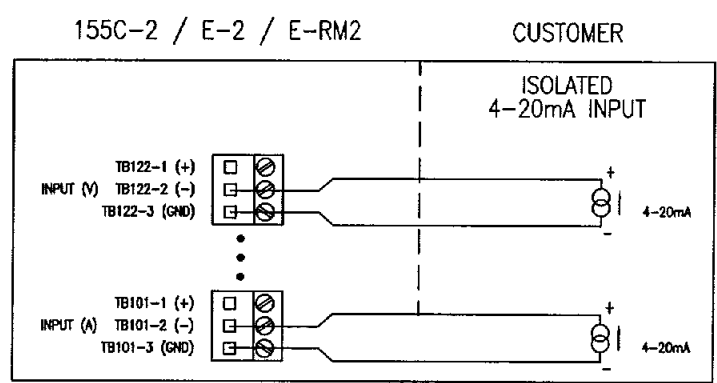 155C-2 / E-2 / E-RM2 CUSTOMER
ISOLATED
4-20mA INPUT
TB122-1 (+)
INPUT (V) TB122-2 (-)
TB122-3 (GND)
+
4-20mA
-
TB101-1 (+)
INPUT (A) TB101-2 (-)
TB101-3 (GND)
+
4-20mA
-